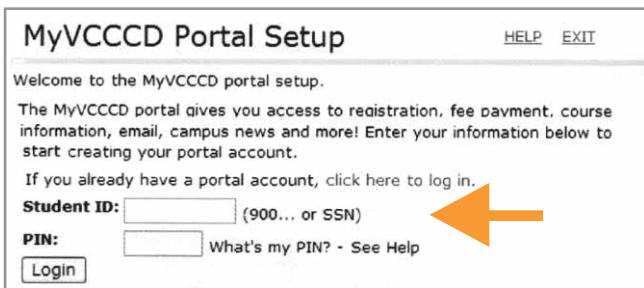 MyVCCCD Portal Setup HELP EXIT
Welcome to the MyVCCCD portal setup.
The MyVCCCD portal gives you access to registration, fee payment, course
information, email, campus news and more! Enter your information below to
start creating your portal account.
If you already have a portal account, click here to log in.
Student ID: (900... or SSN)
PIN: What's my PIN? - See Help
Login